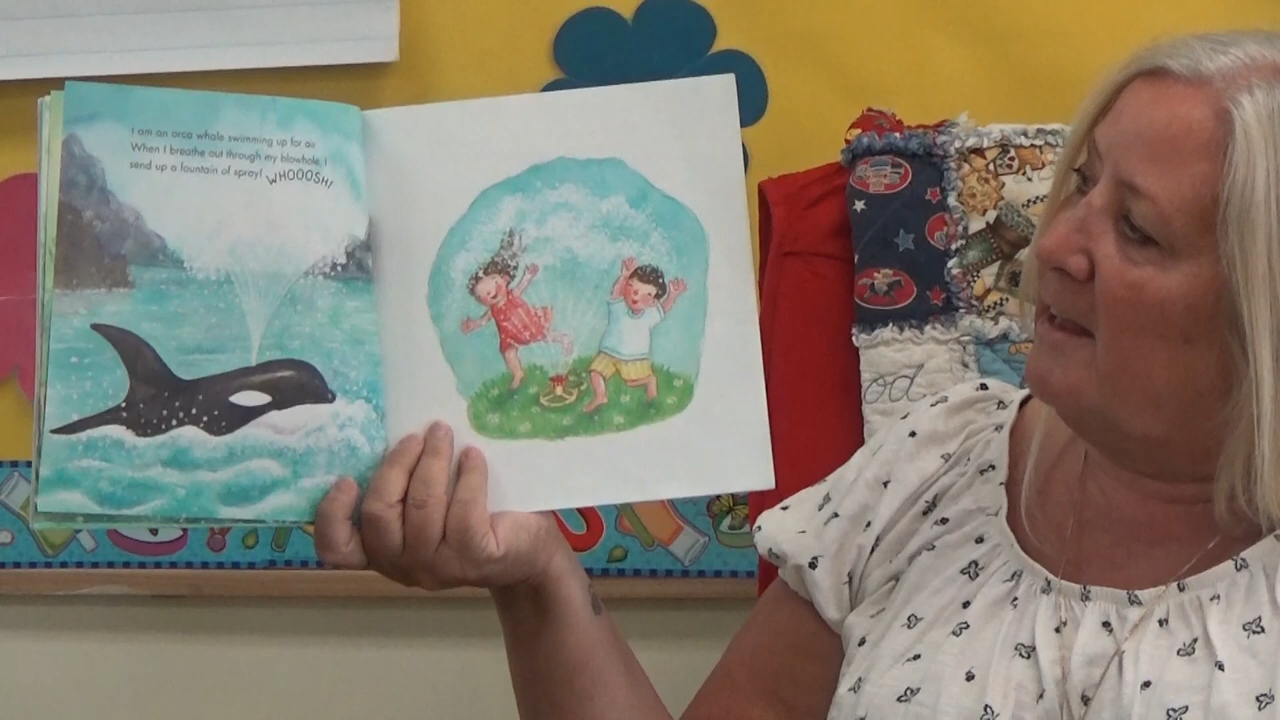 I am an orca whale swimming up for air
When I breathe out through my blowhole, I
send up a fountain of spray! WHOOOSH!
od